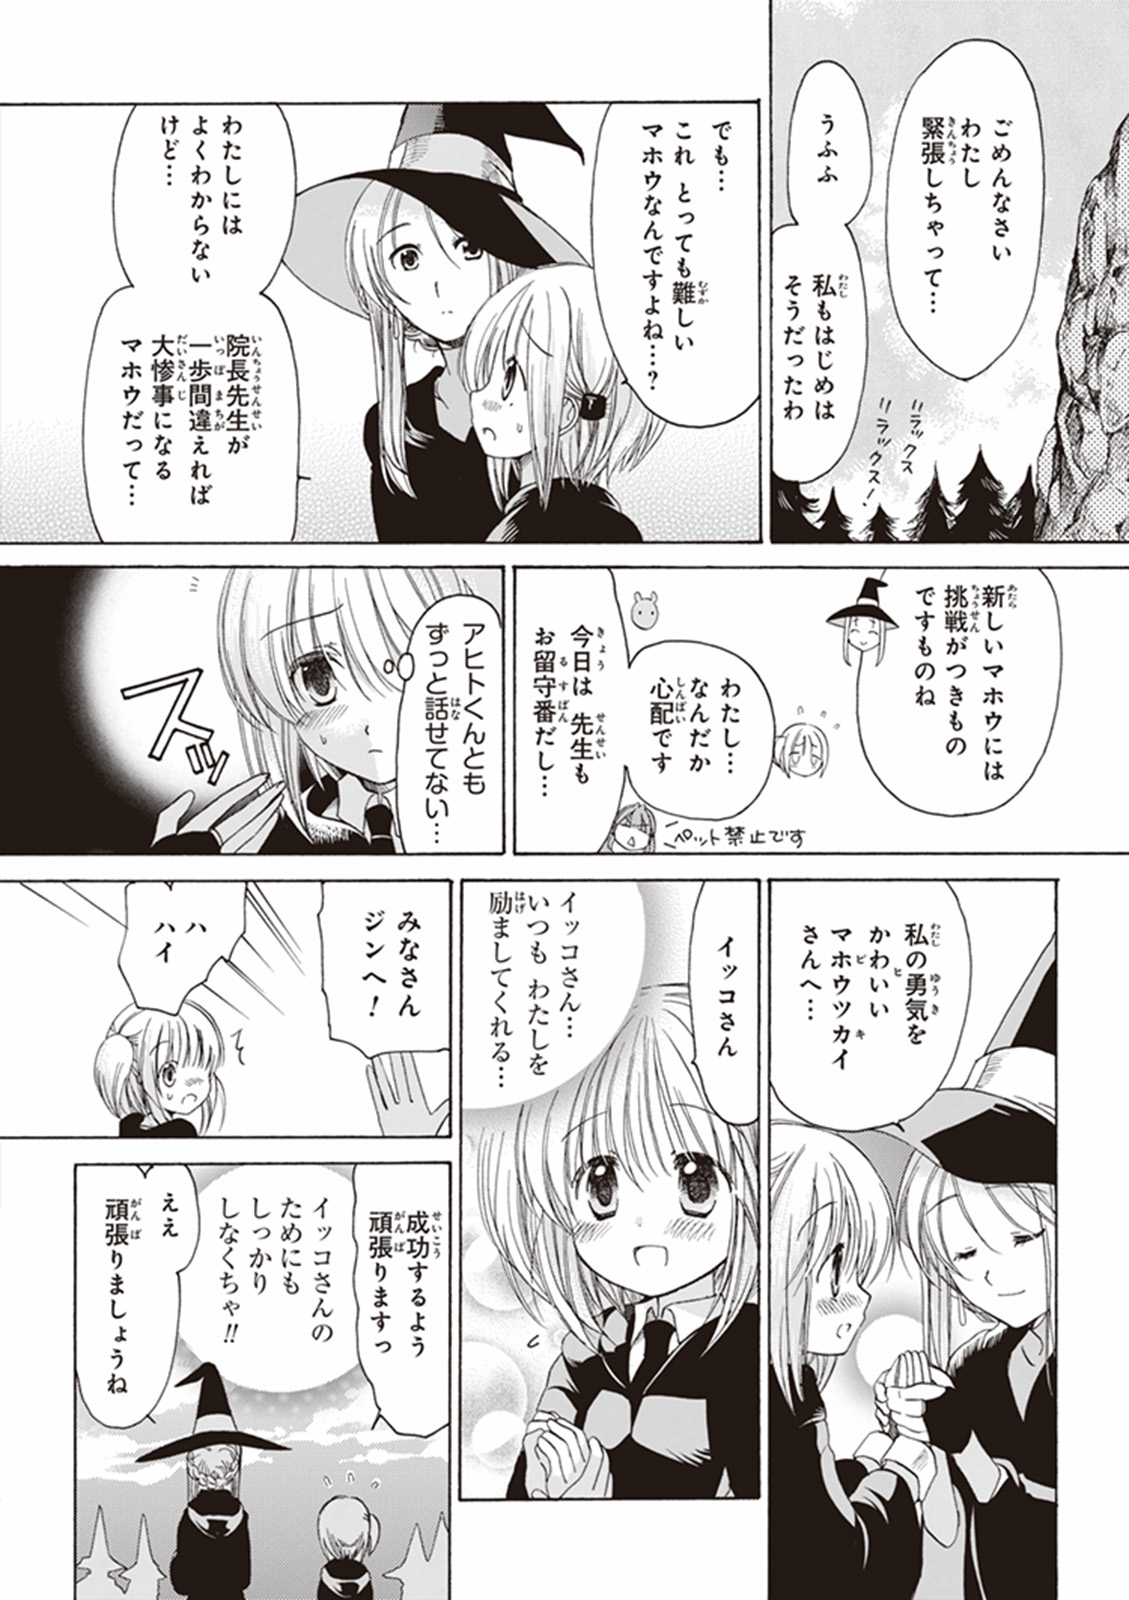 ごめんなさい
わたし
緊張しちゃって…
うふふ
私もはじめは
そうだったわ
リラックス
リラックス！
でも…
これ とっても難しい
マホウなんですよね…？
わたしには
よくわからない
けど…
院長先生が
一歩間違えれば
大惨事になる
マホウだって…
新しいマホウには
挑戦がつきもの
ですものね
わたし…
なんだか
心配です
ペット禁止です
今日は 先生も
お留守番だし…
アヒトくんとも
ずっと話せてない…
スッ
私の勇気を
かわいい
マホウツカイ
さんへ…
イッコさん
イッコさん…
いつも わたしを
励ましてくれる…
みなさん
ジンへ！
ハ
ハイ
そ
成功するよう
頑張りますっ
イッコさんの
ためにも
しっかり
しなくちゃ!!
ええ
頑張りましょうね